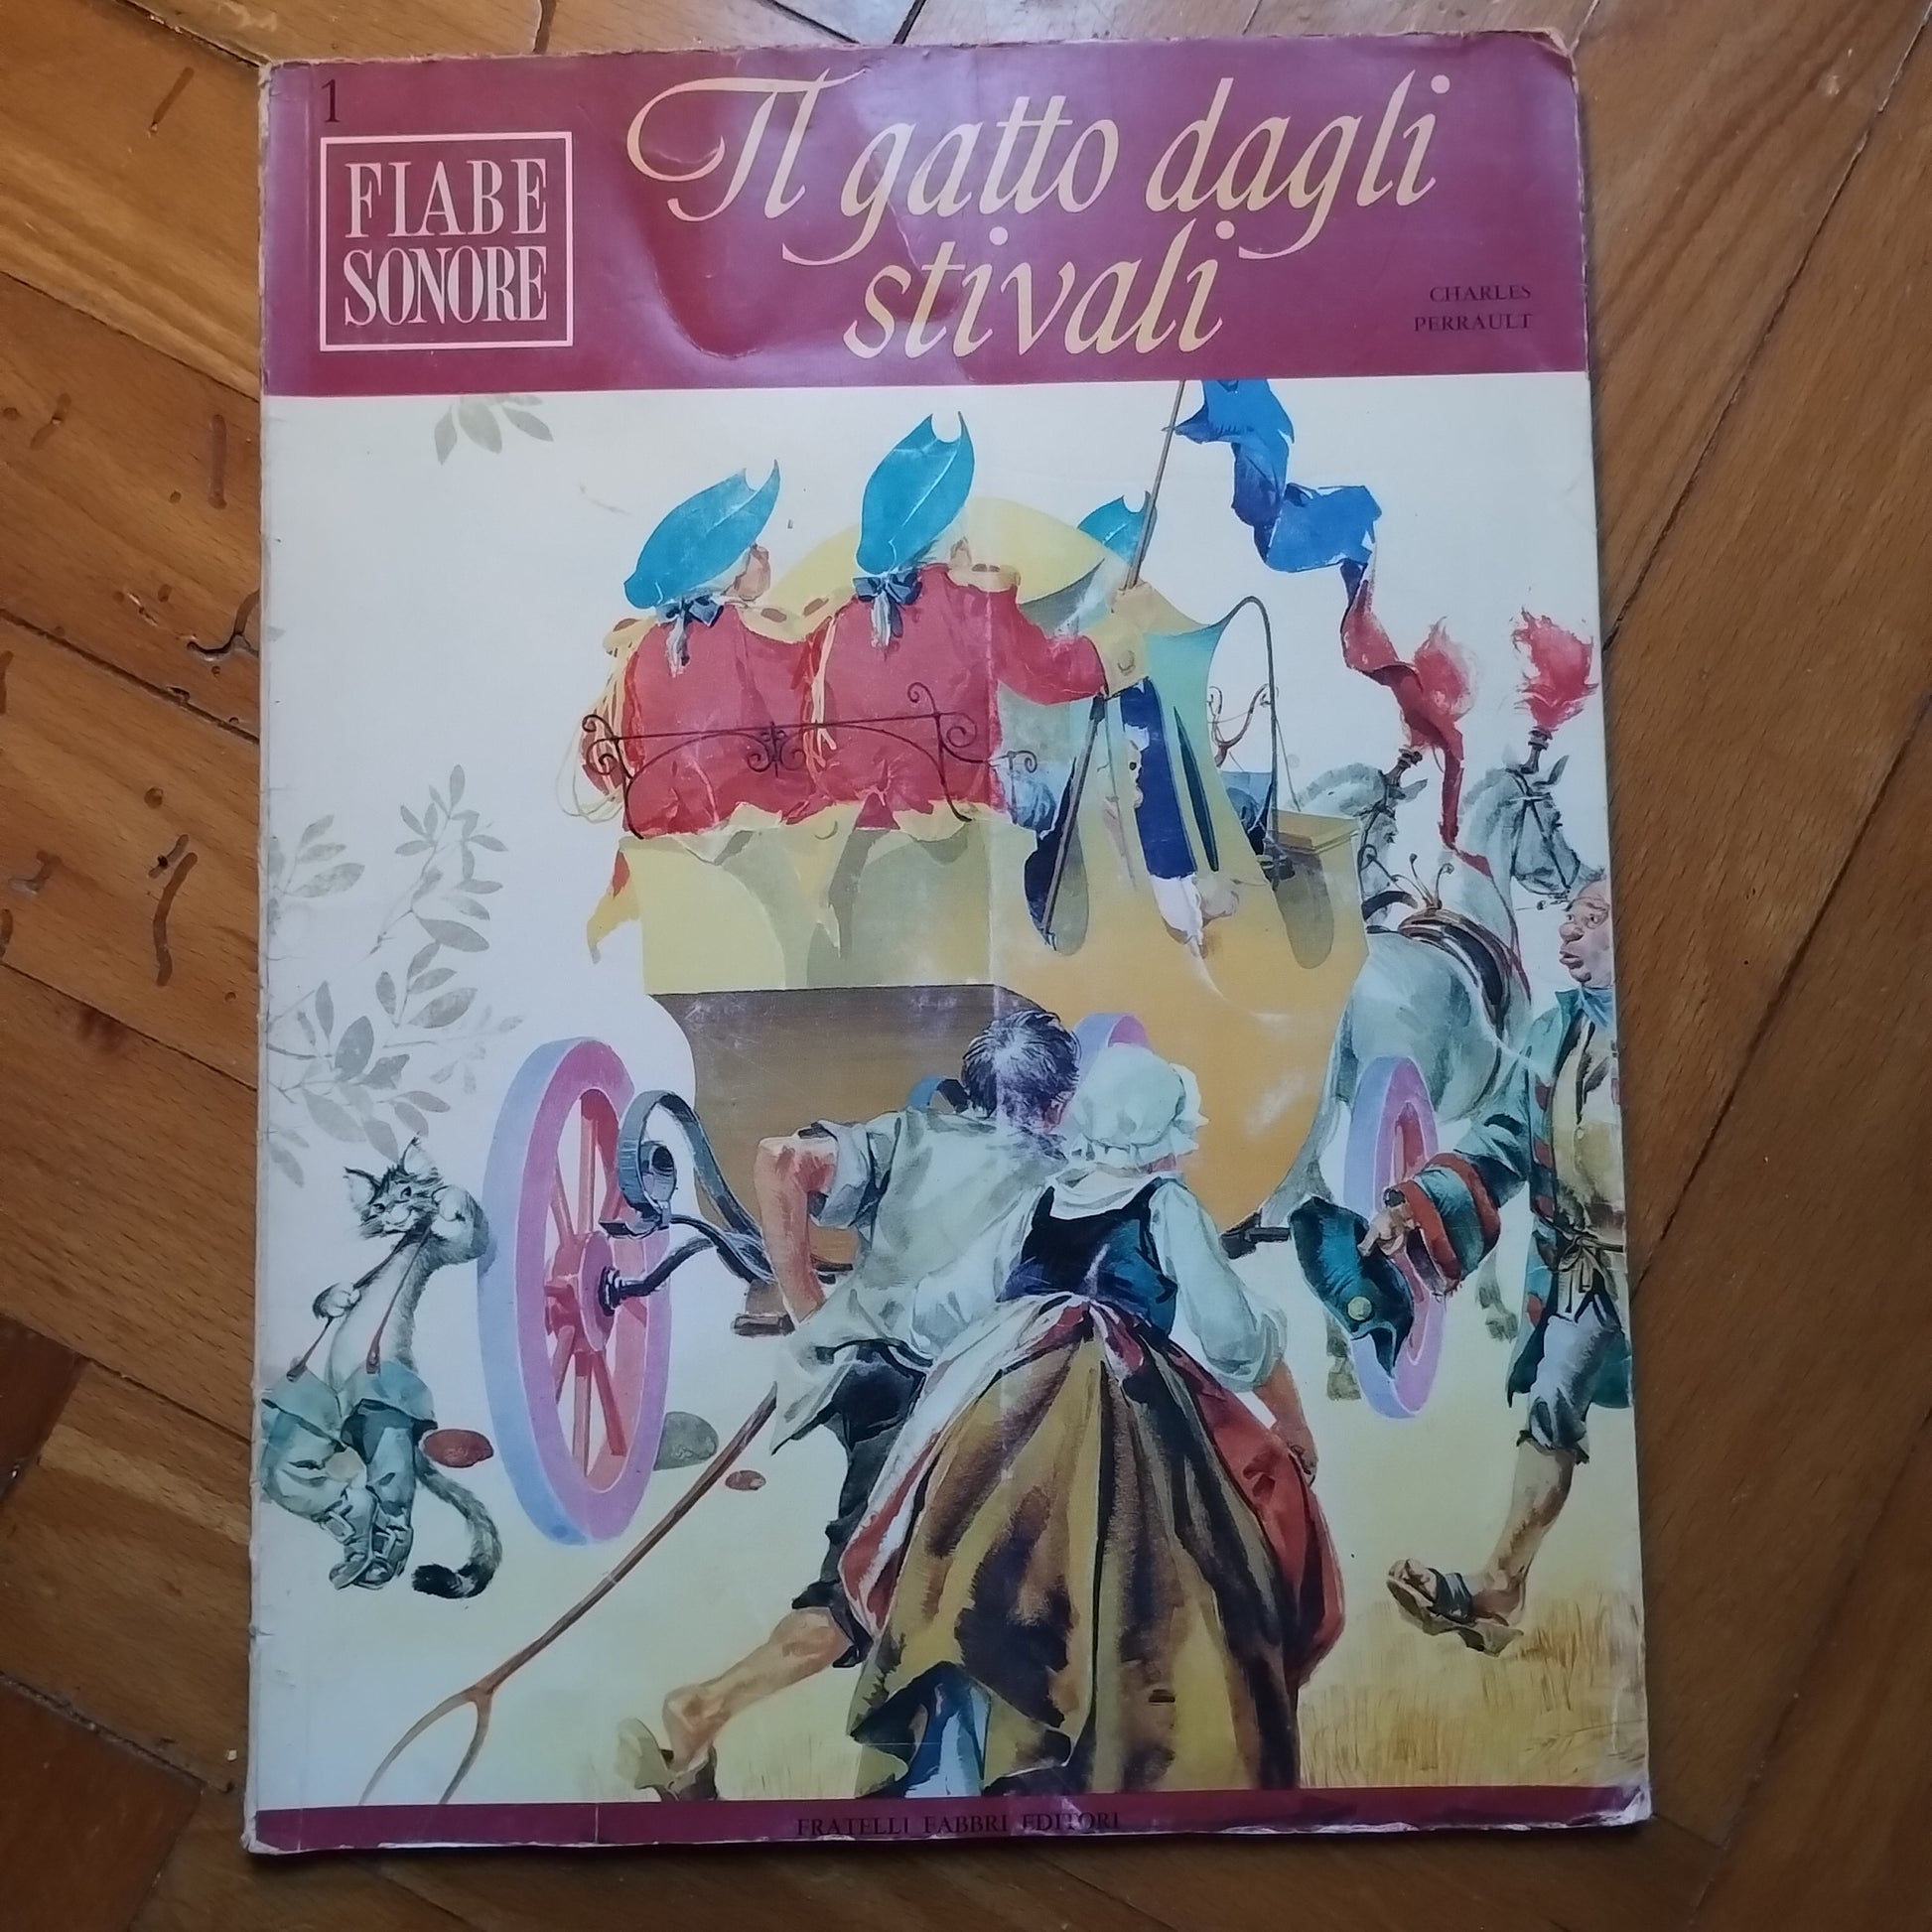 1
FIABE
SONORE
Il gatto dagli
stivali
CHARLES
PERRAULT
FRATELLI FABBRI EDITORI